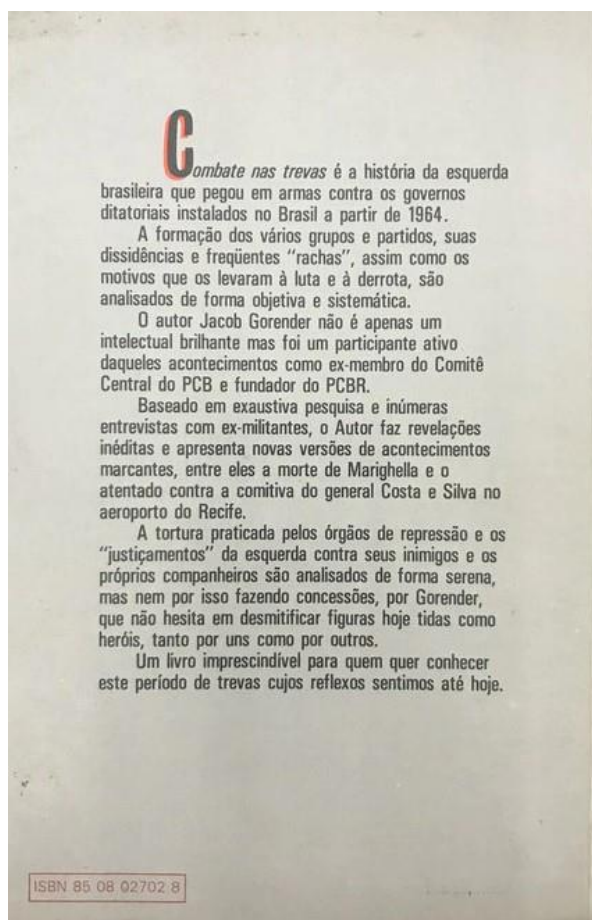 Combate nas trevas é a história da esquerda
brasileira que pegou em armas contra os governos
ditatoriais instalados no Brasil a partir de 1964.
A formação dos vários grupos e partidos, suas
dissidências e freqüentes "rachas", assim como os
motivos que os levaram à luta e à derrota, são
analisados de forma objetiva e sistemática.
O autor Jacob Gorender não é apenas um
intelectual brilhante mas foi um participante ativo
daqueles acontecimentos como ex-membro do Comitê
Central do PCB e fundador do PCBR.
Baseado em exaustiva pesquisa e inúmeras
entrevistas com ex-militantes, o Autor faz revelações
inéditas e apresenta novas versões de acontecimentos
marcantes, entre eles a morte de Marighella e o
atentado contra a comitiva do general Costa e Silva no
aeroporto do Recife.
A tortura praticada pelos órgãos de repressão e os
"justiçamentos" da esquerda contra seus inimigos e os
próprios companheiros são analisados de forma serena,
mas nem por isso fazendo concessões, por Gorender,
que não hesita em desmitificar figuras hoje tidas como
heróis, tanto por uns como por outros.
Um livro imprescindível para quem quer conhecer
este período de trevas cujos reflexos sentimos até hoje.
ISBN 85 08 02702 8